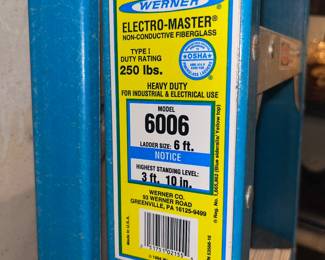 WERNER
ELECTRO-MASTER®
NON-CONDUCTIVE FIBERGLASS
TYPE I
DUTY RATING
250 lbs.
OSHA
HEAVY DUTY
FOR INDUSTRIAL & ELECTRICAL USE
MODEL
6006
LADDER SIZE: 6 ft.
NOTICE
HIGHEST STANDING LEVEL:
3 ft. 10 in.
WERNER CO.
93 WERNER ROAD
GREENVILLE, PA 16125-9499
Made in U.S.A.